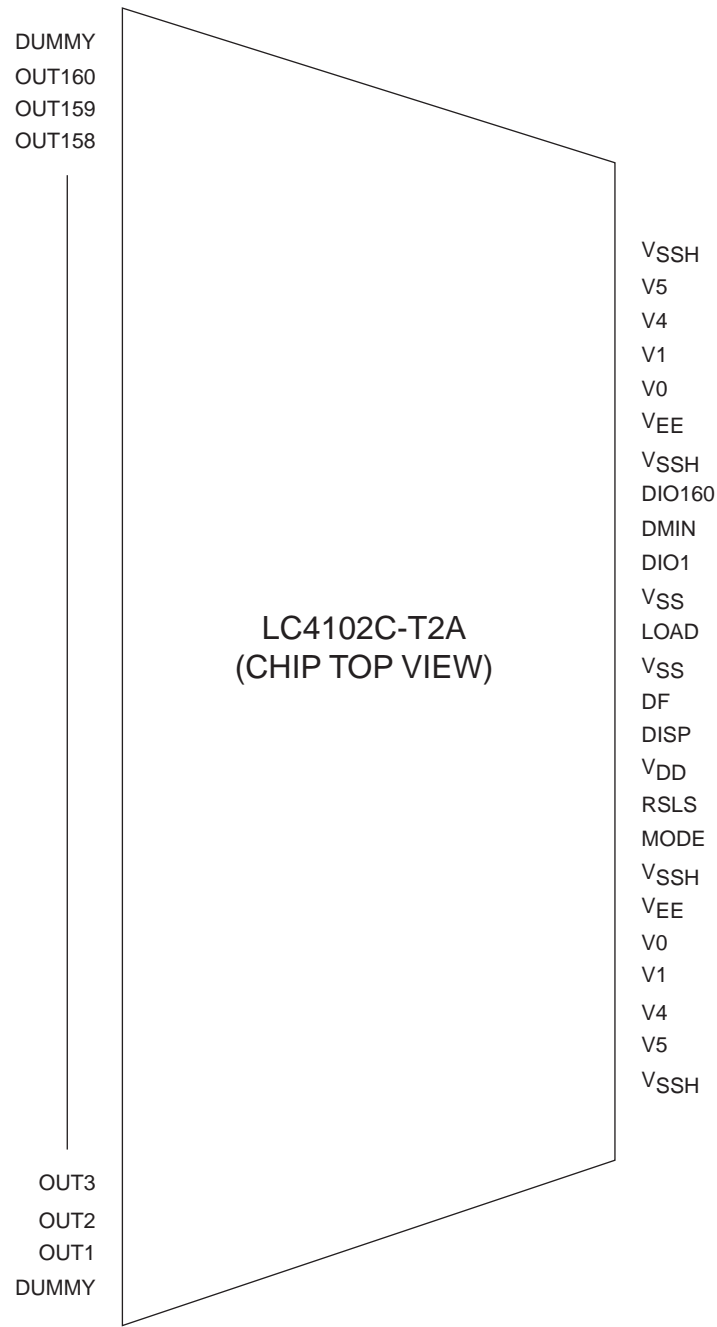 DUMMY
OUT160
OUT159
OUT158
OUT3
OUT2
OUT1
DUMMY
LC4102C-T2A
(CHIP TOP VIEW)
VSSH
V5
V4
V1
V0
VEE
VSSH
DIO160
DMIN
DIO1
VSS
LOAD
VSS
DF
DISP
VDD
RSLS
MODE
VSSH
VEE
V0
V1
V4
V5
VSSH